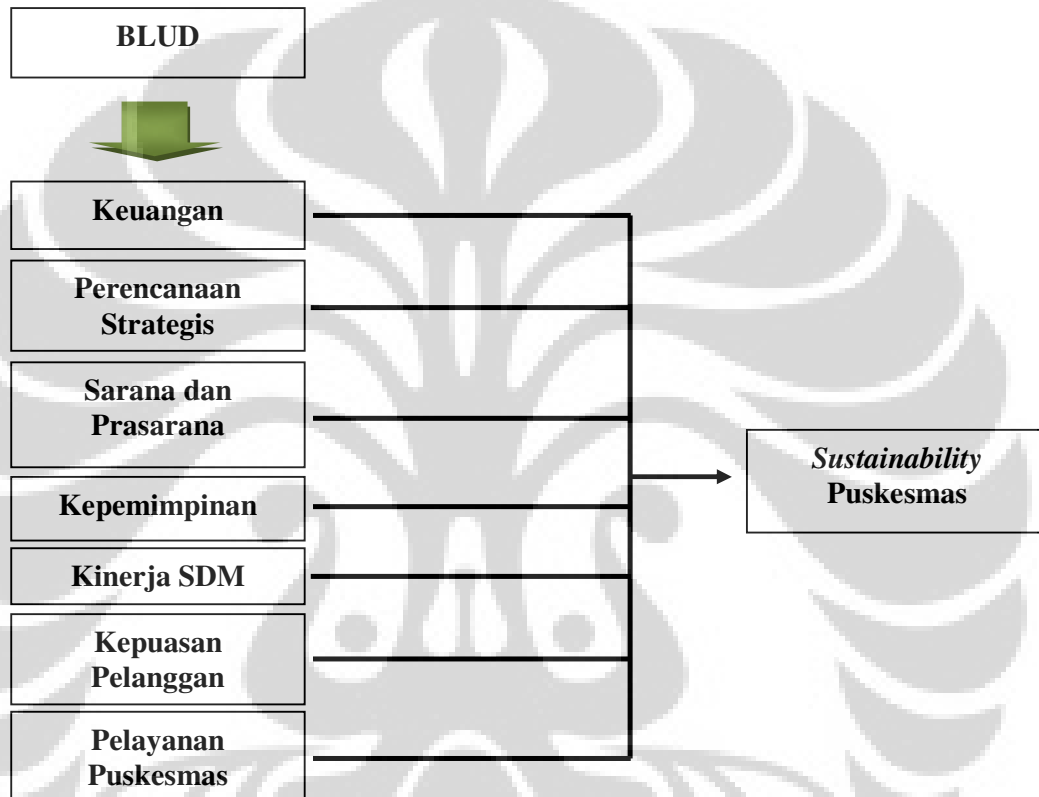 BLUD
Keuangan
Perencanaan
Strategis
Sarana dan
Prasarana
Kepemimpinan
Kinerja SDM
Kepuasan
Pelanggan
Pelayanan
Puskesmas
Sustainability
Puskesmas